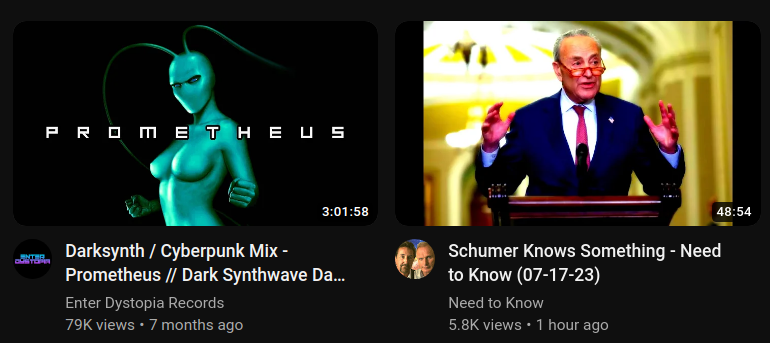 PROMETHEUS
3:01:58
48:54
ENTER
DYSTOPIA
Darksynth / Cyberpunk Mix -
Prometheus // Dark Synthwave Da...
Enter Dystopia Records
79K views • 7 months ago
Schumer Knows Something - Need
to Know (07-17-23)
Need to Know
5.8K views • 1 hour ago